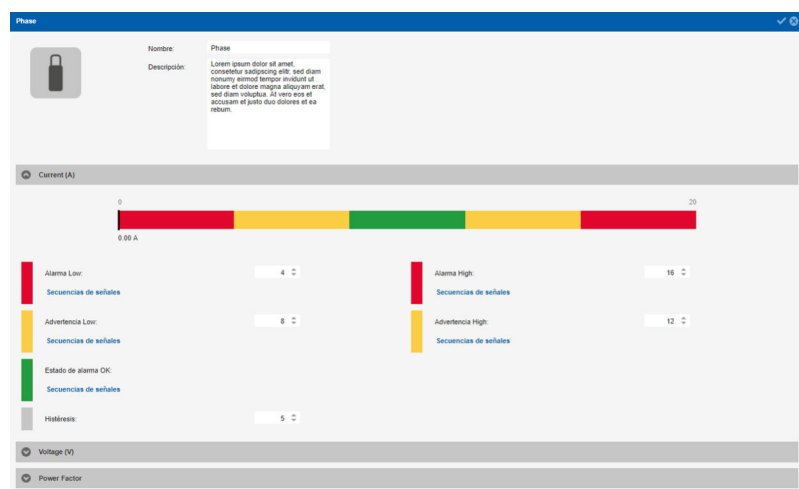 Phase
Nombre:
Phase
Descripción:
Lorem ipsum dolor sit amet,
consetetur sadipscing elitr, sed diam
nonumy eirmod tempor invidunt ut
labore et dolore magna aliquyam erat,
sed diam voluptua. At vero eos et
accusam et justo duo dolores et ea
rebum.
Current (A)
0
20
0.00 A
Alarma Low:
4
Alarma High:
16
Secuencias de señales
Secuencias de señales
Advertencia Low:
8
Advertencia High:
12
Secuencias de señales
Secuencias de señales
Estado de alarma OK:
Secuencias de señales
Histéresis:
5
Voltage (V)
Power Factor